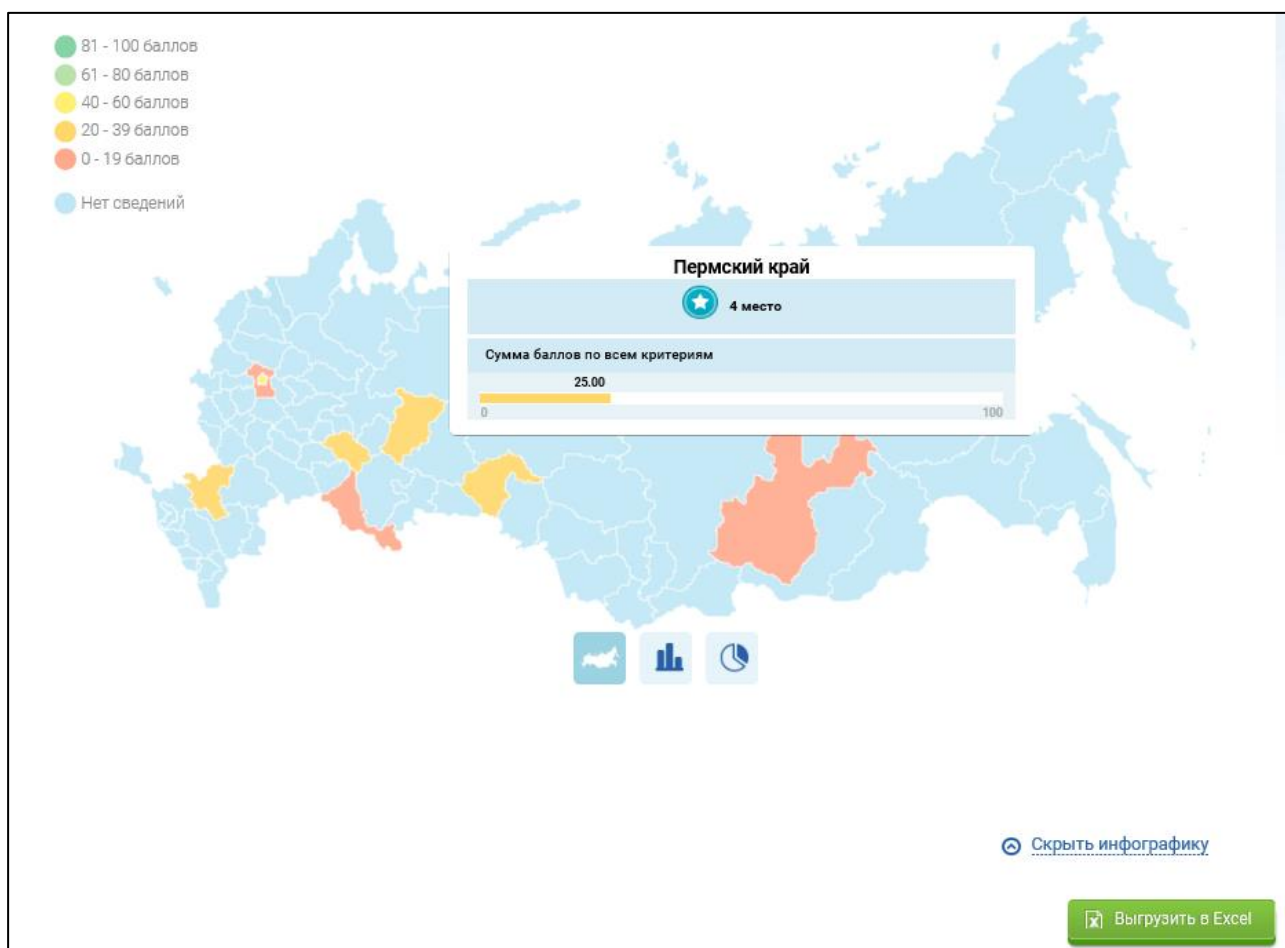 81 - 100 баллов
61 - 80 баллов
40 - 60 баллов
20 - 39 баллов
0 - 19 баллов
Нет сведений
Пермский край
4 место
Сумма баллов по всем критериям
25.00
0 100
Скрыть инфографику
Выгрузить в Excel